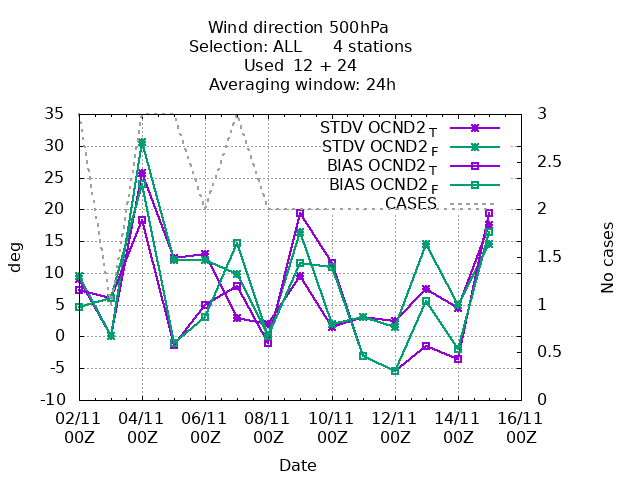 Wind direction 500hPa
Selection: ALL 4 stations
Used 12 + 24
Averaging window: 24h
STDV OCND2 T
STDV OCND2 F
BIAS OCND2 T
BIAS OCND2 F
CASES
35
30
25
20
15
10
5
0
-5
-10
deg
3
2.5
2
1.5
1
0.5
0
No cases
02/11 04/11 06/11 08/11 10/11 12/11 14/11 16/11
00Z 00Z 00Z 00Z 00Z 00Z 00Z 00Z
Date